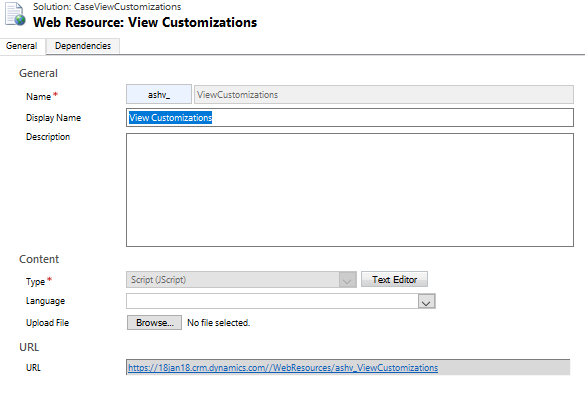 Solution: CaseViewCustomizations
Web Resource: View Customizations
General Dependencies
General
Name * ashv_ ViewCustomizations
Display Name View Customizations
Description
Content
Type * Script (JScript) Text Editor
Language
Upload File Browse... No file selected.
URL
URL https://18jan18.crm.dynamics.com//WebResources/ashv_ViewCustomizations